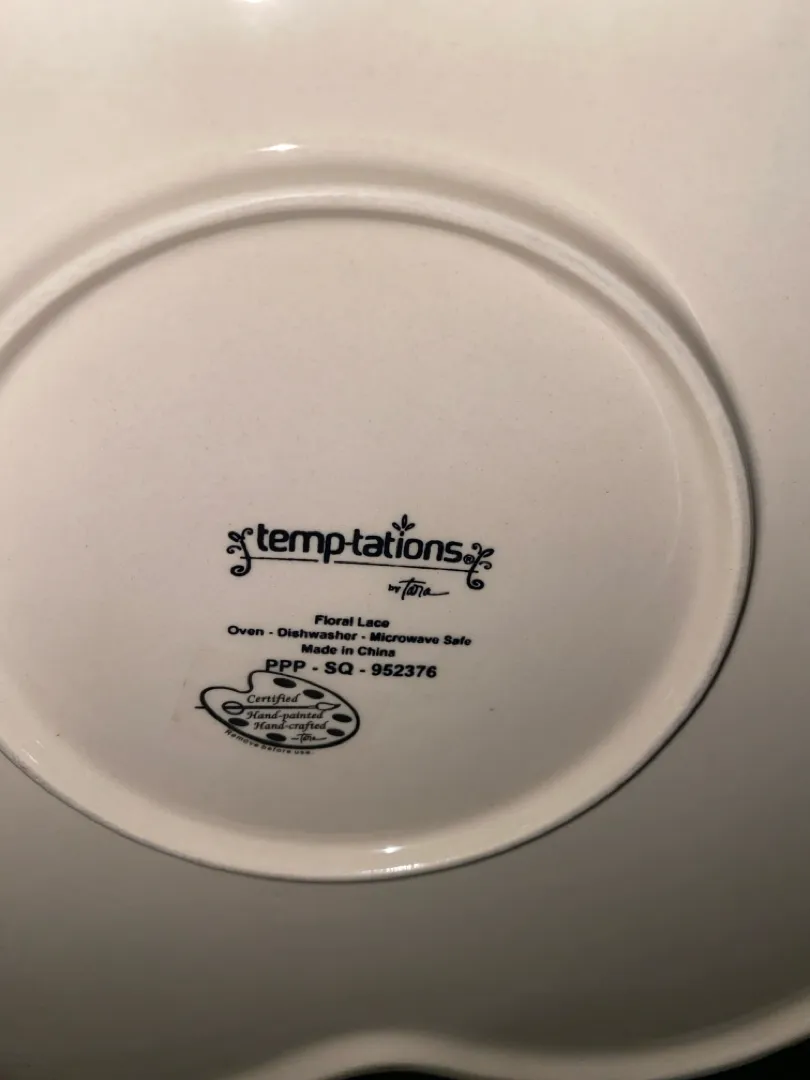 temp-tations®
by Tara
Floral Lace
Oven - Dishwasher - Microwave Safe
Made in China
PPP - SQ - 952376
Certified
Hand-painted
Hand-crafted
Tara
Remove before use.